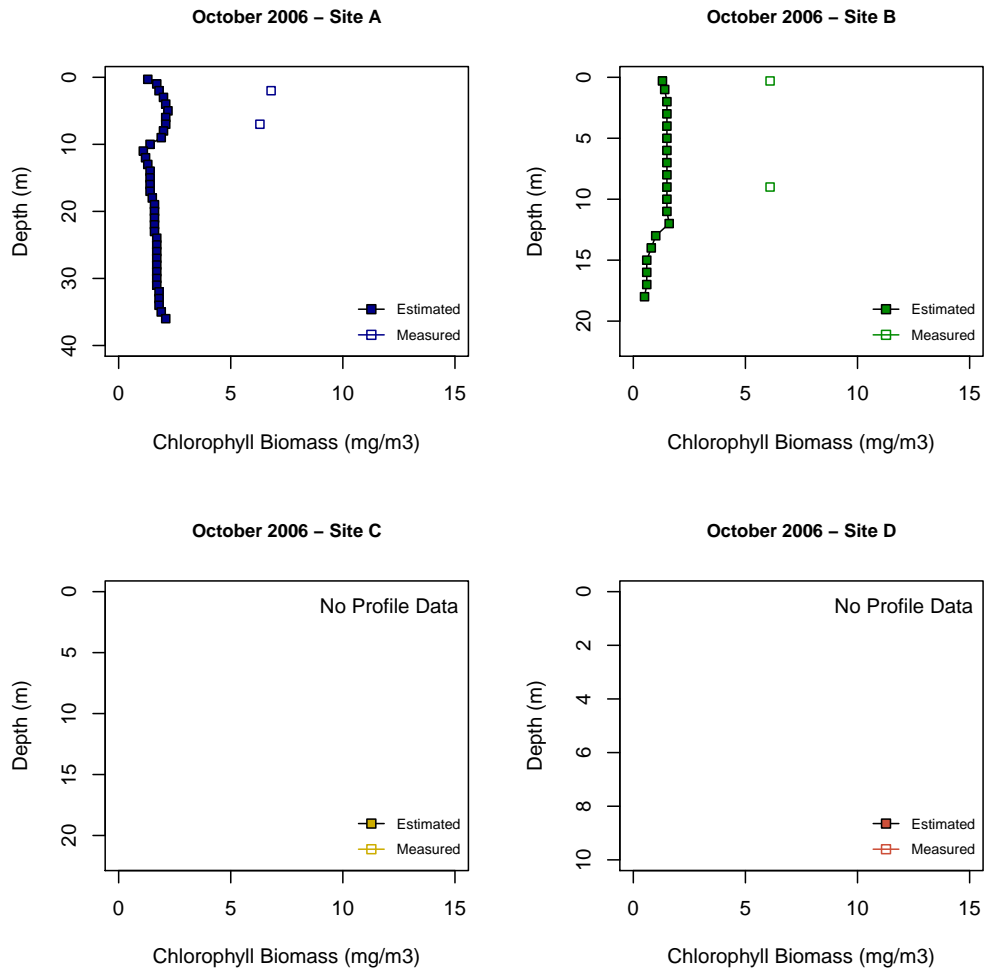 October 2006 – Site A
0
10
20
30
40
Depth (m)
Estimated
Measured
0 5 10 15
Chlorophyll Biomass (mg/m3)
October 2006 – Site B
0
5
10
15
20
Depth (m)
Estimated
Measured
0 5 10 15
Chlorophyll Biomass (mg/m3)
October 2006 – Site C
No Profile Data
0
5
10
15
20
Depth (m)
Estimated
Measured
0 5 10 15
Chlorophyll Biomass (mg/m3)
October 2006 – Site D
No Profile Data
0
2
4
6
8
10
Depth (m)
Estimated
Measured
0 5 10 15
Chlorophyll Biomass (mg/m3)